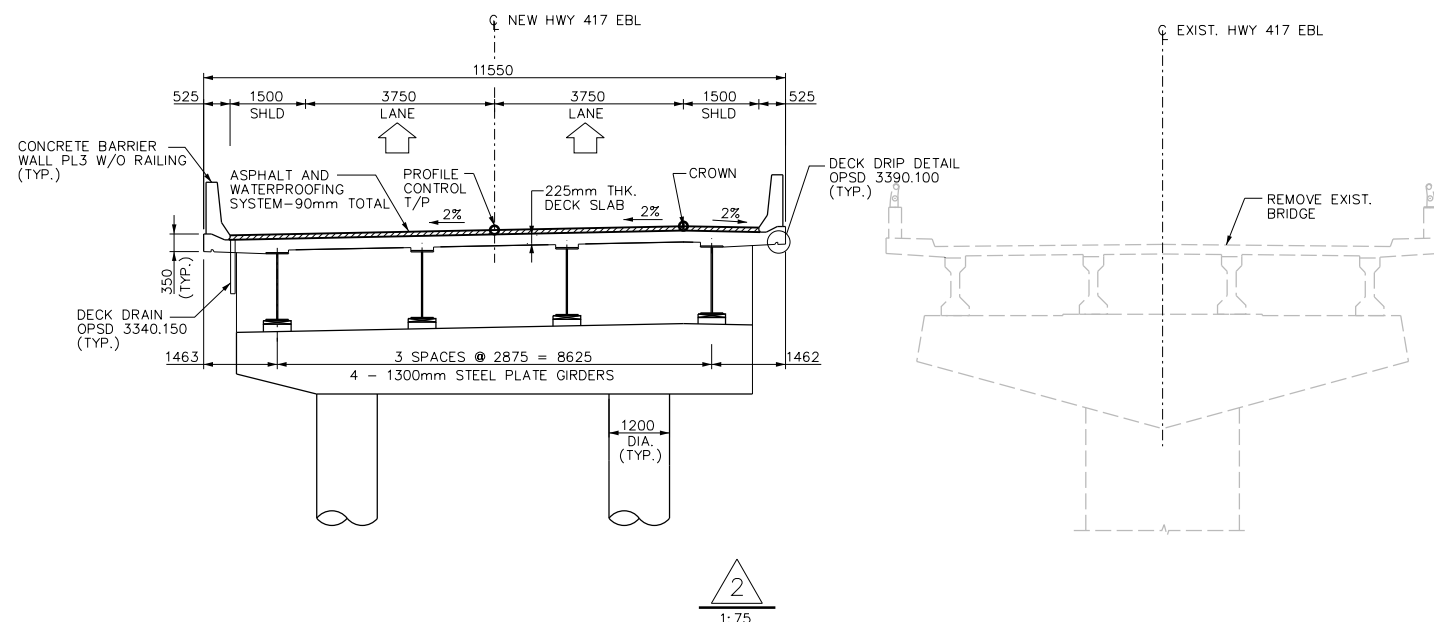 ℄ NEW HWY 417 EBL
℄ EXIST. HWY 417 EBL
11550
525
1500
3750
3750
1500
525
SHLD
LANE
LANE
SHLD
CONCRETE BARRIER
WALL PL3 W/O RAILING
(TYP.)
ASPHALT AND
WATERPROOFING
SYSTEM-90mm TOTAL
PROFILE
CONTROL
T/P
2%
225mm THK.
DECK SLAB
2%
CROWN
2%
DECK DRIP DETAIL
OPSD 3390.100
(TYP.)
REMOVE EXIST.
BRIDGE
350
(TYP.)
DECK DRAIN
OPSD 3340.150
(TYP.)
1463
3 SPACES @ 2875 = 8625
1462
4 - 1300mm STEEL PLATE GIRDERS
1200
DIA.
(TYP.)
2
1:75